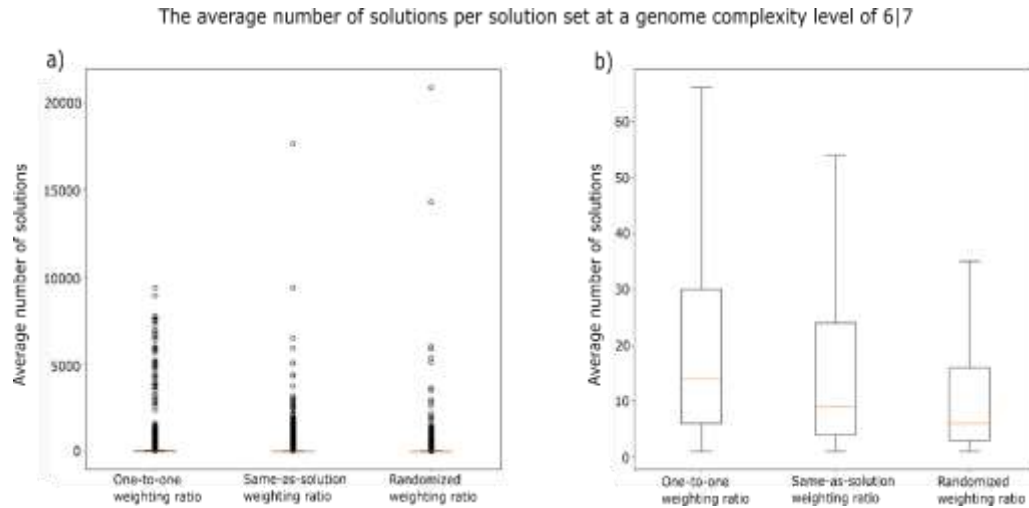 The average number of solutions per solution set at a genome complexity level of 6|7
a)
Average number of solutions
20000
15000
10000
5000
0
One-to-one
weighting ratio
Same-as-solution
weighting ratio
Randomized
weighting ratio
b)
Average number of solutions
60
50
40
30
20
10
0
One-to-one
weighting ratio
Same-as-solution
weighting ratio
Randomized
weighting ratio